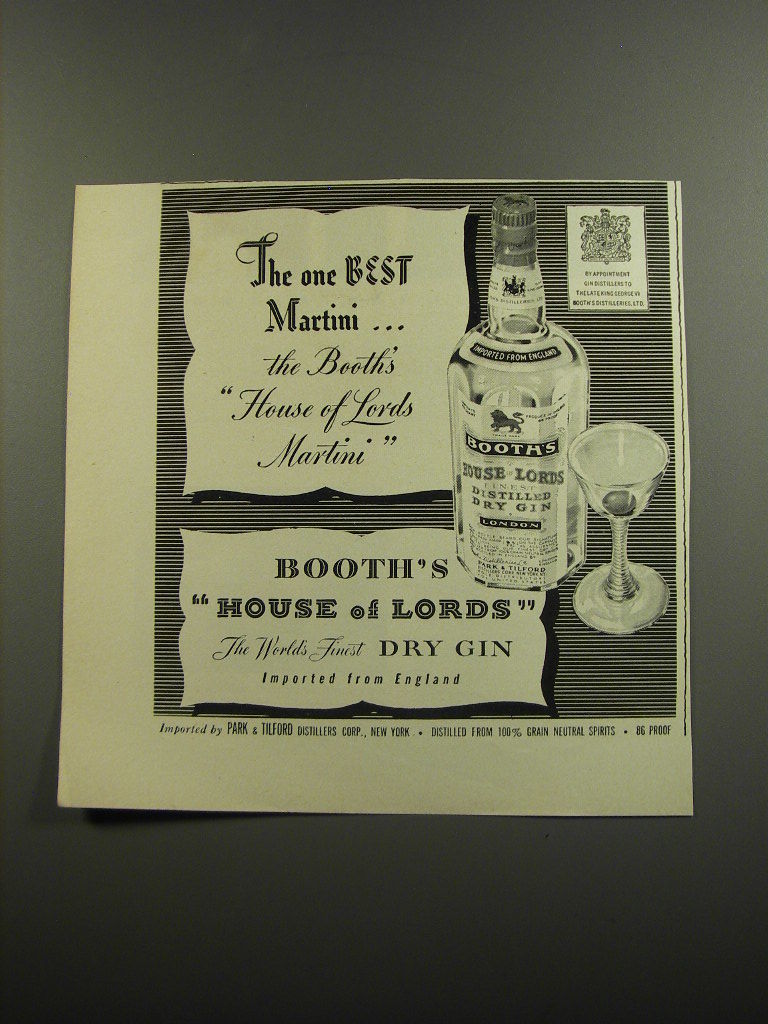 The one BEST
Martini ...
the Booth's
"House of Lords
Martini"
BY APPOINTMENT
GIN DISTILLERS TO
THE LATE KING GEORGE VI
BOOTH'S DISTILLERIES, LTD.
IMPORTED FROM ENGLAND
BOOTH'S
HOUSE OF LORDS
FINEST
DISTILLED
DRY GIN
LONDON
PARK & TILFORD
BOOTH'S
"HOUSE of LORDS"
The World's Finest DRY GIN
Imported from England
Imported by PARK & TILFORD DISTILLERS CORP., NEW YORK • DISTILLED FROM 100% GRAIN NEUTRAL SPIRITS • 86 PROOF